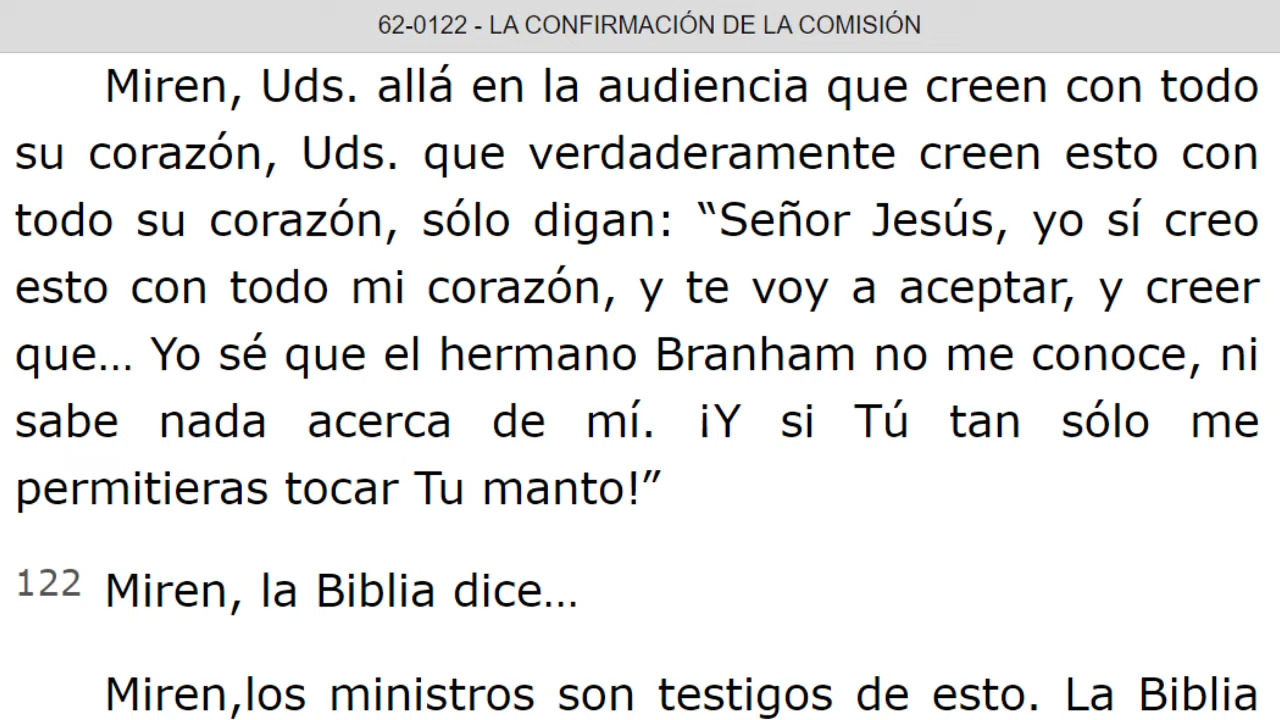 62-0122 - LA CONFIRMACIÓN DE LA COMISIÓN
Miren, Uds. allá en la audiencia que creen con todo
su corazón, Uds. que verdaderamente creen esto con
todo su corazón, sólo digan: “Señor Jesús, yo sí creo
esto con todo mi corazón, y te voy a aceptar, y creer
que… Yo sé que el hermano Branham no me conoce, ni
sabe nada acerca de mí. ¡Y si Tú tan sólo me
permitieras tocar Tu manto!”
122 Miren, la Biblia dice…
Miren,los ministros son testigos de esto. La Biblia